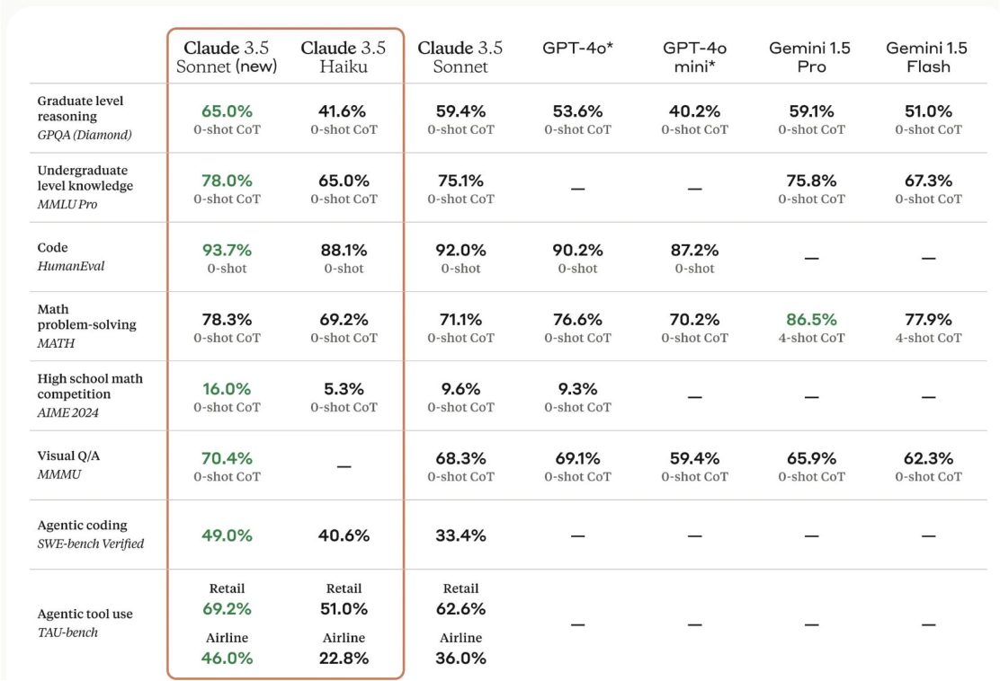 Claude 3.5 Sonnet (new) Claude 3.5 Haiku Claude 3.5 Sonnet GPT-4o* GPT-4o mini* Gemini 1.5 Pro Gemini 1.5 Flash
Graduate level reasoning GPQA (Diamond) 65.0% 0-shot CoT 41.6% 0-shot CoT 59.4% 0-shot CoT 53.6% 0-shot CoT 40.2% 0-shot CoT 59.1% 0-shot CoT 51.0% 0-shot CoT
Undergraduate level knowledge MMLU Pro 78.0% 0-shot CoT 65.0% 0-shot CoT 75.1% 0-shot CoT — — 75.8% 0-shot CoT 67.3% 0-shot CoT
Code HumanEval 93.7% 0-shot 88.1% 0-shot 92.0% 0-shot 90.2% 0-shot 87.2% 0-shot — —
Math problem-solving MATH 78.3% 0-shot CoT 69.2% 0-shot CoT 71.1% 0-shot CoT 76.6% 0-shot CoT 70.2% 0-shot CoT 86.5% 4-shot CoT 77.9% 4-shot CoT
High school math competition AIME 2024 16.0% 0-shot CoT 5.3% 0-shot CoT 9.6% 0-shot CoT 9.3% 0-shot CoT — — —
Visual Q/A MMMU 70.4% 0-shot CoT — 68.3% 0-shot CoT 69.1% 0-shot CoT 59.4% 0-shot CoT 65.9% 0-shot CoT 62.3% 0-shot CoT
Agentic coding SWE-bench Verified 49.0% 40.6% 33.4% — — — —
Agentic tool use TAU-bench Retail 69.2% Airline 46.0% Retail 51.0% Airline 22.8% Retail 62.6% Airline 36.0% — — — —